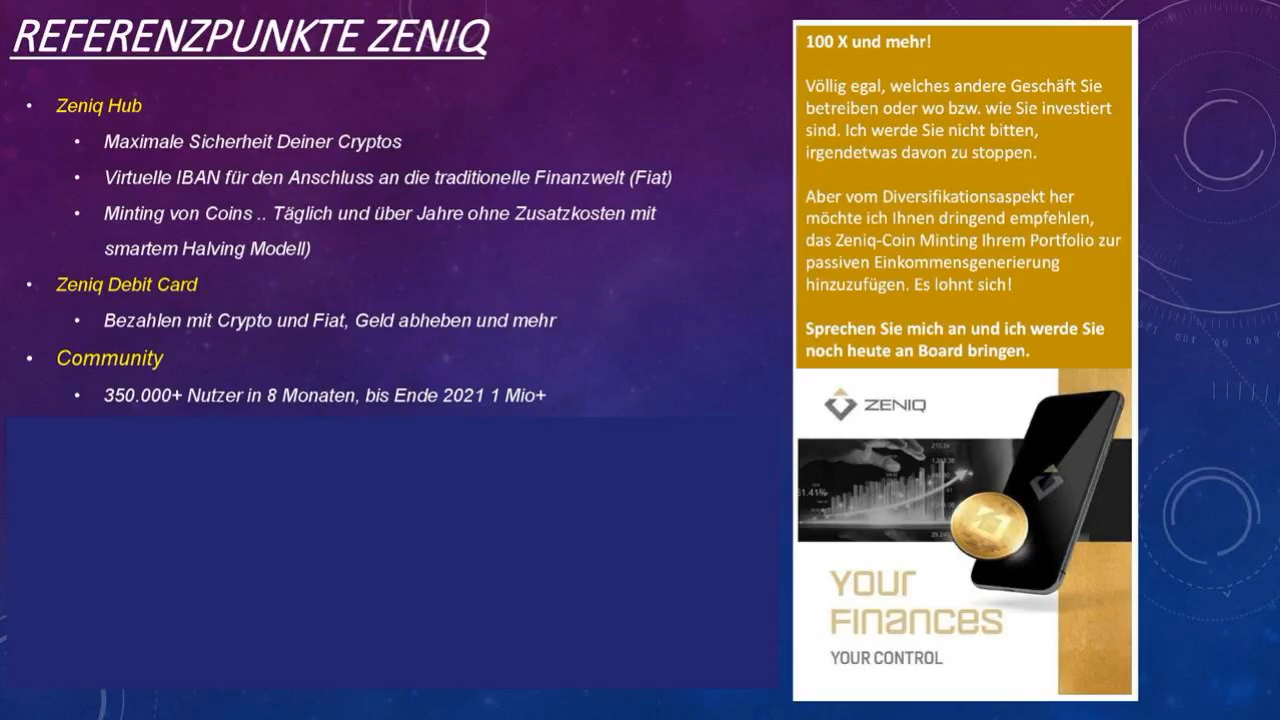 REFERENZPUNKTE ZENIQ
• Zeniq Hub
• Maximale Sicherheit Deiner Cryptos
• Virtuelle IBAN für den Anschluss an die traditionelle Finanzwelt (Fiat)
• Minting von Coins .. Täglich und über Jahre ohne Zusatzkosten mit
smartem Halving Modell)
• Zeniq Debit Card
• Bezahlen mit Crypto und Fiat, Geld abheben und mehr
• Community
• 350.000+ Nutzer in 8 Monaten, bis Ende 2021 1 Mio+
100 X und mehr!
Völlig egal, welches andere Geschäft Sie
betreiben oder wo bzw. wie Sie investiert
sind. Ich werde Sie nicht bitten,
irgendetwas davon zu stoppen.
Aber vom Diversifikationsaspekt her
möchte ich Ihnen dringend empfehlen,
das Zeniq-Coin Minting Ihrem Portfolio zur
passiven Einkommensgenerierung
hinzuzufügen. Es lohnt sich!
Sprechen Sie mich an und ich werde Sie
noch heute an Board bringen.
ZENIQ
51.41%
YOUR
FINANCES
YOUR CONTROL